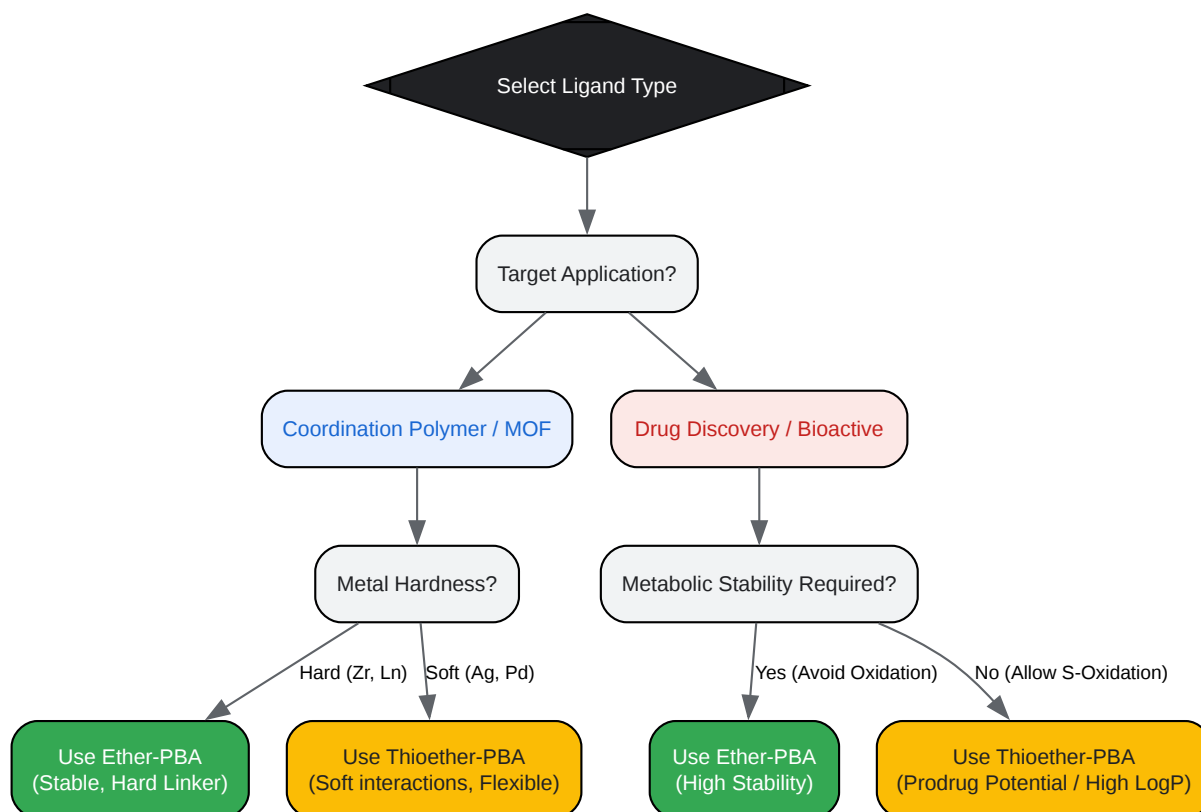 Select Ligand Type
Target Application?
Coordination Polymer / MOF
Drug Discovery / Bioactive
Metal Hardness?
Metabolic Stability Required?
Hard (Zr, Ln)
Soft (Ag, Pd)
Yes (Avoid Oxidation)
No (Allow S-Oxidation)
Use Ether-PBA
(Stable, Hard Linker)
Use Thioether-PBA
(Soft interactions, Flexible)
Use Ether-PBA
(High Stability)
Use Thioether-PBA
(Prodrug Potential / High LogP)